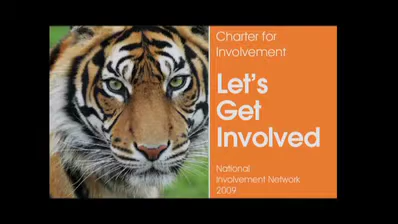 Charter for
Involvement
Let's
Get
Involved
National
Involvement Network
2009